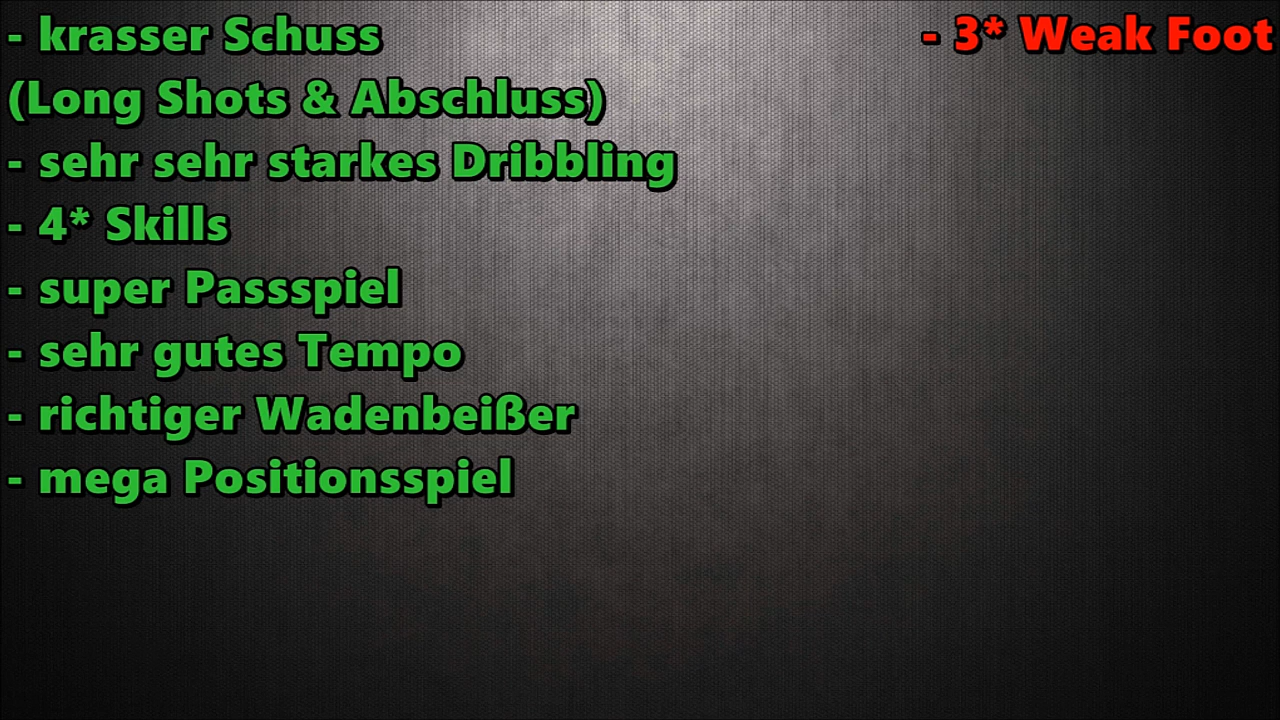 - krasser Schuss
(Long Shots & Abschluss)
- sehr sehr starkes Dribbling
- 4* Skills
- super Passspiel
- sehr gutes Tempo
- richtiger Wadenbeißer
- mega Positionsspiel
- 3* Weak Foot